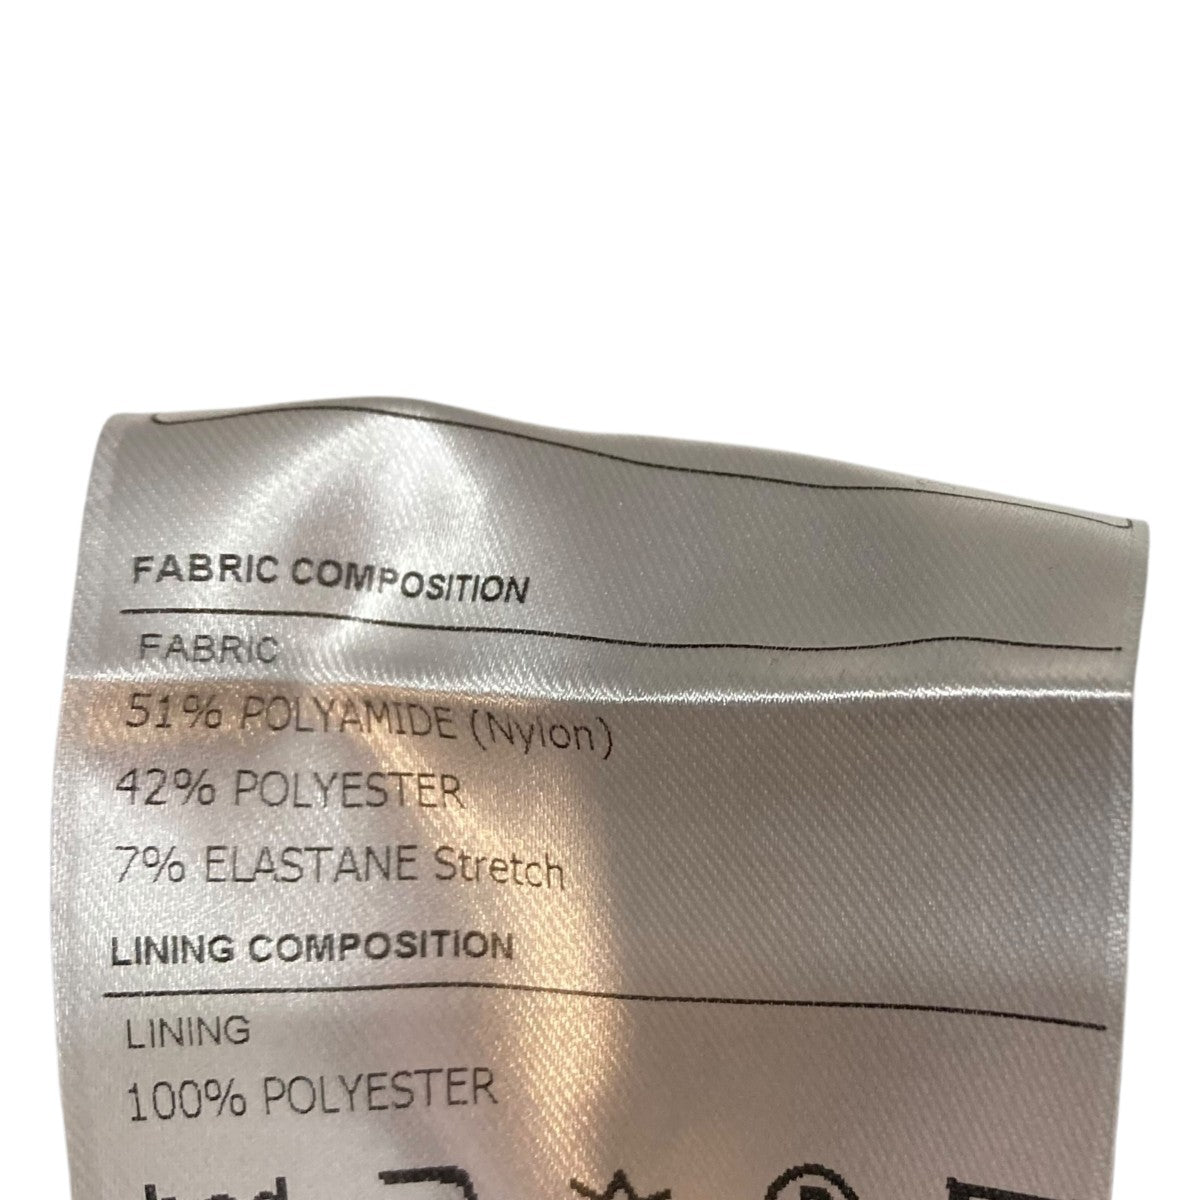 FABRIC COMPOSITION
FABRIC
51% POLYAMIDE (Nylon)
42% POLYESTER
7% ELASTANE Stretch
LINING COMPOSITION
LINING
100% POLYESTER